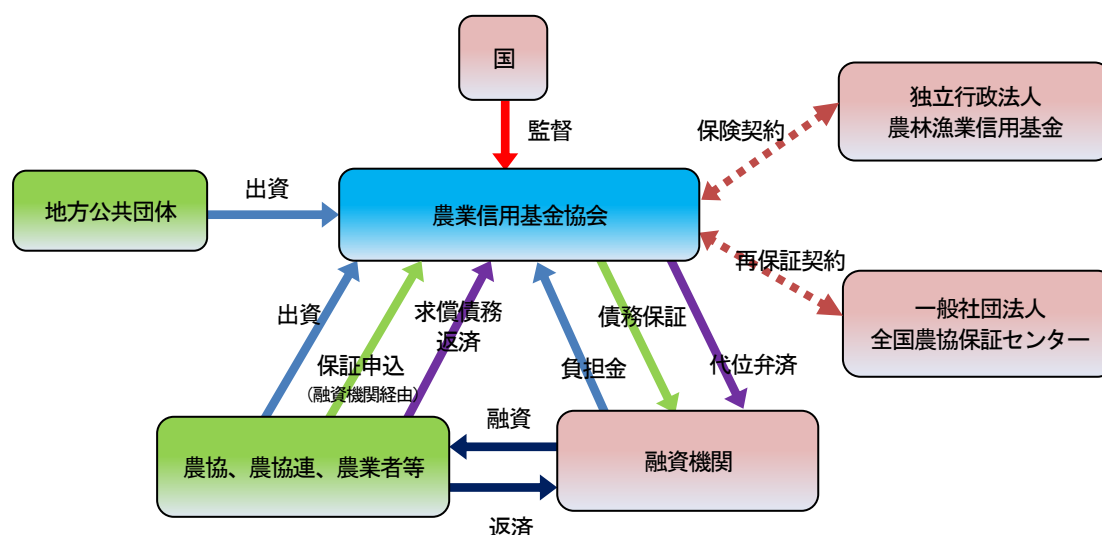 国
監督
保険契約
独立行政法人
農林漁業信用基金
地方公共団体
出資
農業信用基金協会
再保証契約
一般社団法人
全国農協保証センター
出資
保証申込
（融資機関経由）
求償債務
返済
負担金
債務保証
代位弁済
農協、農協連、農業者等
融資
融資機関
返済